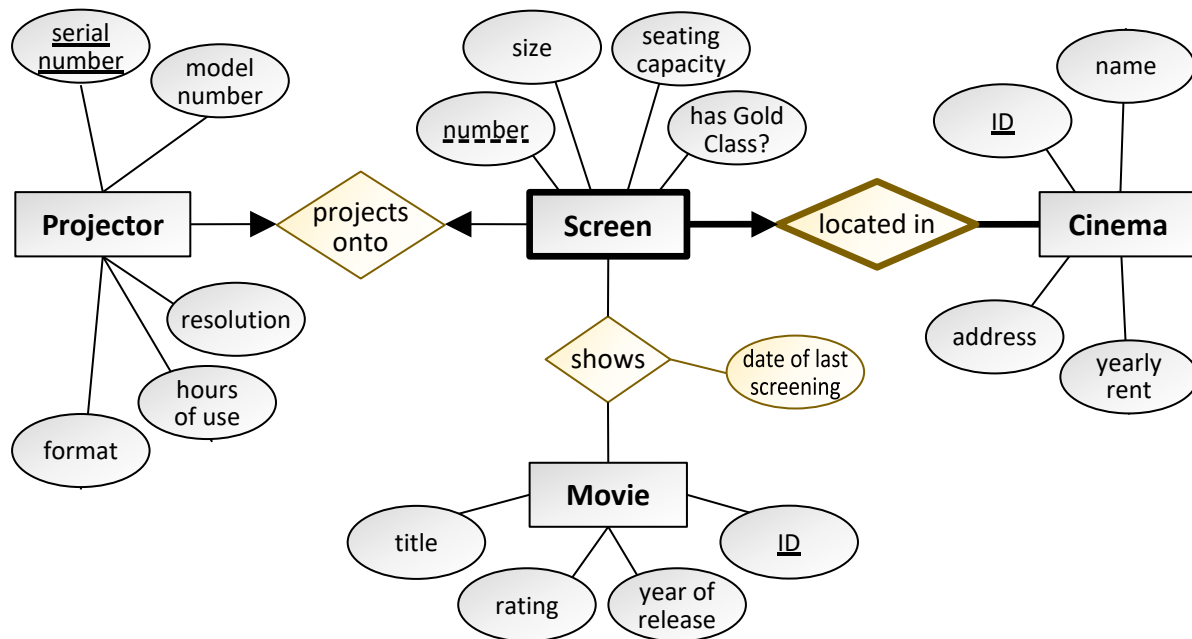 serial
number
model
number
size
seating
capacity
number
has Gold
Class?
name
ID
Projector
projects
onto
Screen
located in
Cinema
resolution
hours
of use
format
shows
date of last
screening
address
yearly
rent
Movie
title
rating
year of
release
ID